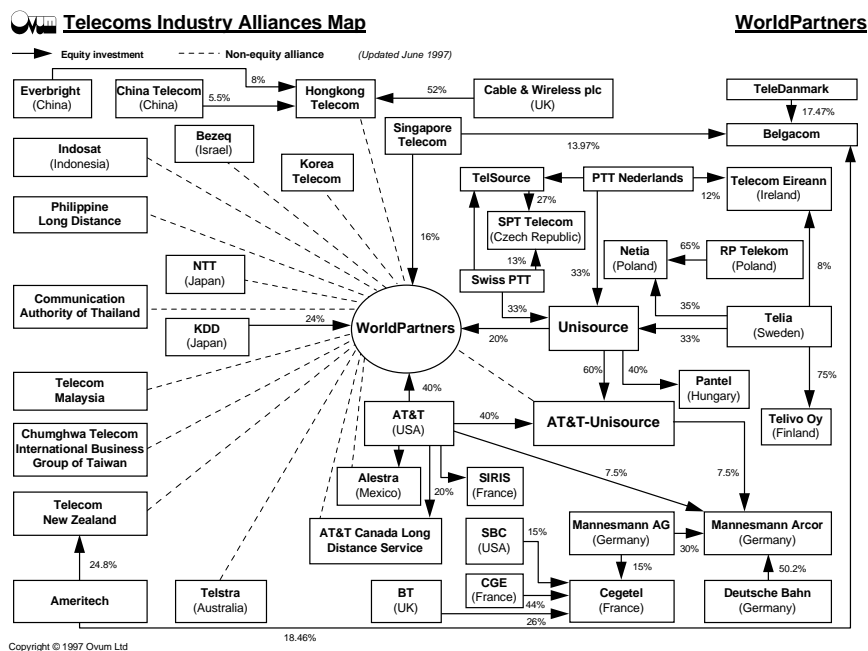 Ovum Telecoms Industry Alliances Map
WorldPartners
Equity investment
Non-equity alliance
(Updated June 1997)
Everbright
(China)
8%
China Telecom
(China)
5.5%
Hongkong
Telecom
52%
Cable & Wireless plc
(UK)
TeleDanmark
17.47%
Belgacom
Singapore
Telecom
13.97%
16%
Indosat
(Indonesia)
Bezeq
(Israel)
Korea
Telecom
TelSource
PTT Nederlands
12%
Telecom Eireann
(Ireland)
27%
SPT Telecom
(Czech Republic)
13%
Philippine
Long Distance
NTT
(Japan)
Swiss PTT
33%
33%
Netia
(Poland)
65%
RP Telekom
(Poland)
8%
35%
Communication
Authority of Thailand
KDD
(Japan)
24%
WorldPartners
20%
Unisource
33%
Telia
(Sweden)
75%
60%
40%
Pantel
(Hungary)
Telivo Oy
(Finland)
Telecom
Malaysia
40%
AT&T
(USA)
40%
AT&T-Unisource
Chumghwa Telecom
International Business
Group of Taiwan
7.5%
7.5%
Alestra
(Mexico)
20%
SIRIS
(France)
Telecom
New Zealand
AT&T Canada Long
Distance Service
SBC
(USA)
15%
Mannesmann AG
(Germany)
30%
Mannesmann Arcor
(Germany)
15%
50.2%
24.8%
Ameritech
Telstra
(Australia)
BT
(UK)
CGE
(France)
44%
26%
Cegetel
(France)
Deutsche Bahn
(Germany)
18.46%
Copyright © 1997 Ovum Ltd